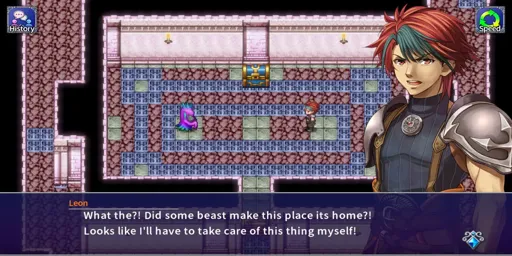 History
Speed
Leon
What the?! Did some beast make this place its home?!
Looks like I'll have to take care of this thing myself!